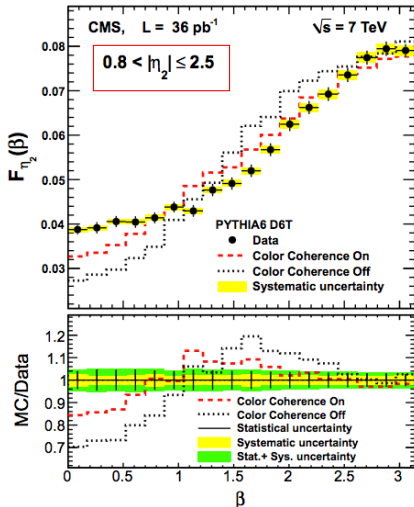 CMS, L = 36 pb⁻¹ √s = 7 TeV
0.8 < |η₂| ≤ 2.5
F_η₂(β)
0.08
0.07
0.06
0.05
0.04
0.03
PYTHIA6 D6T
Data
Color Coherence On
Color Coherence Off
Systematic uncertainty
MC/Data
1.2
1.1
1
0.9
0.8
0.7
Color Coherence On
Color Coherence Off
Statistical uncertainty
Systematic uncertainty
Stat.+ Sys. uncertainty
0 0.5 1 1.5 2 2.5 3
β